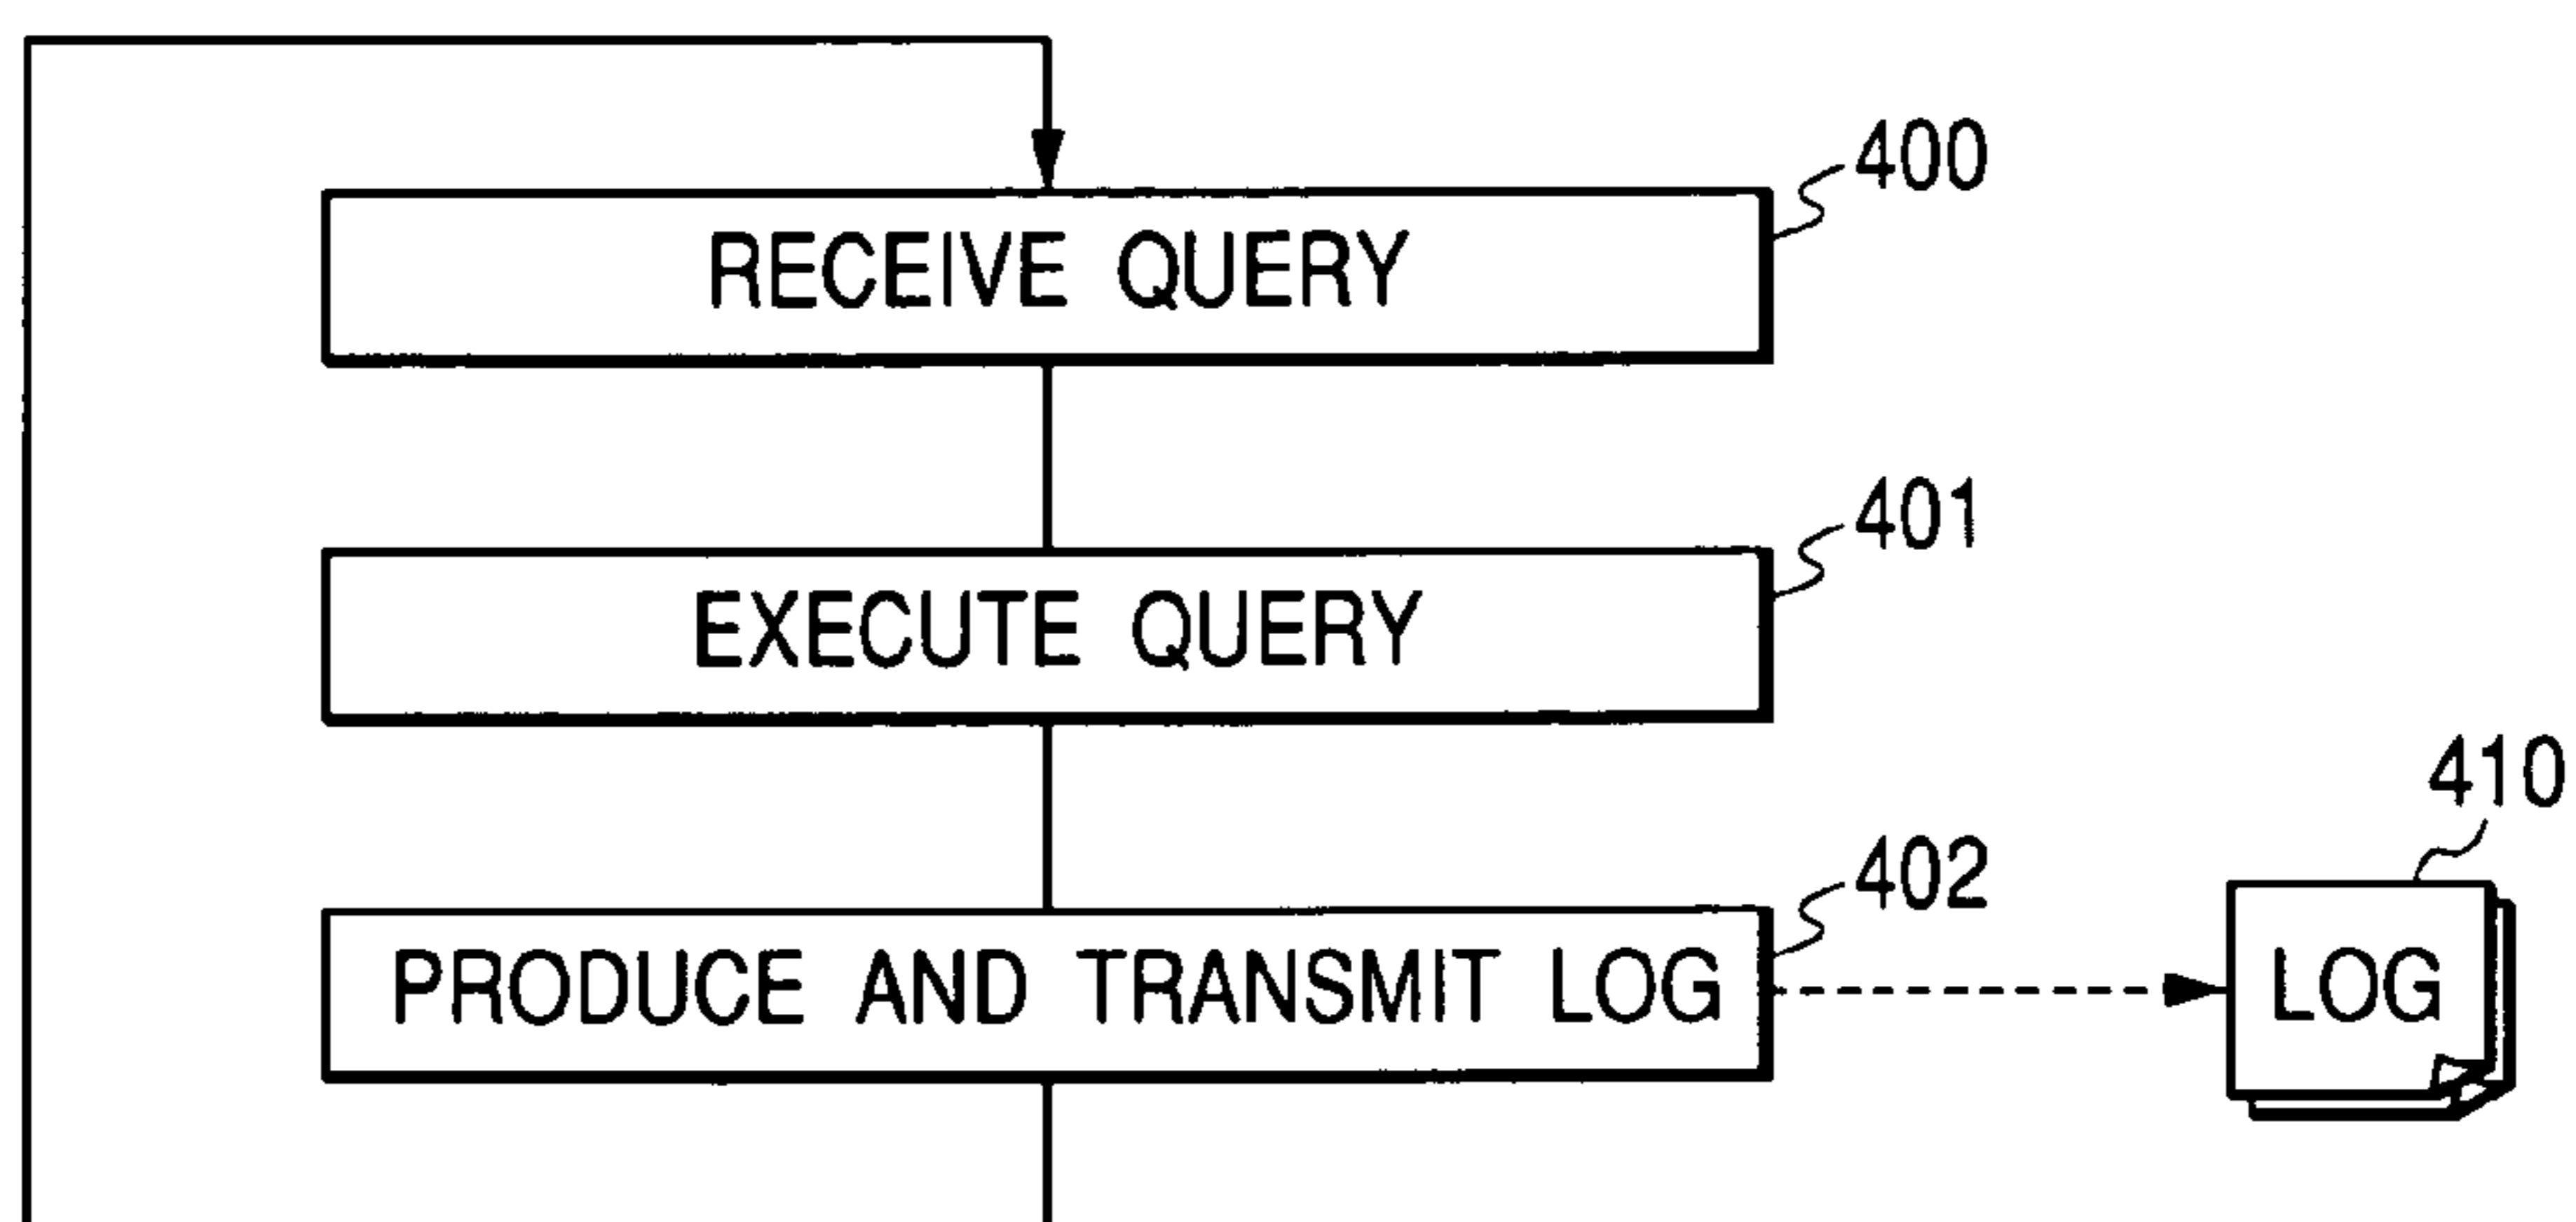 400
RECEIVE QUERY
401
EXECUTE QUERY
410
402
PRODUCE AND TRANSMIT LOG
LOG